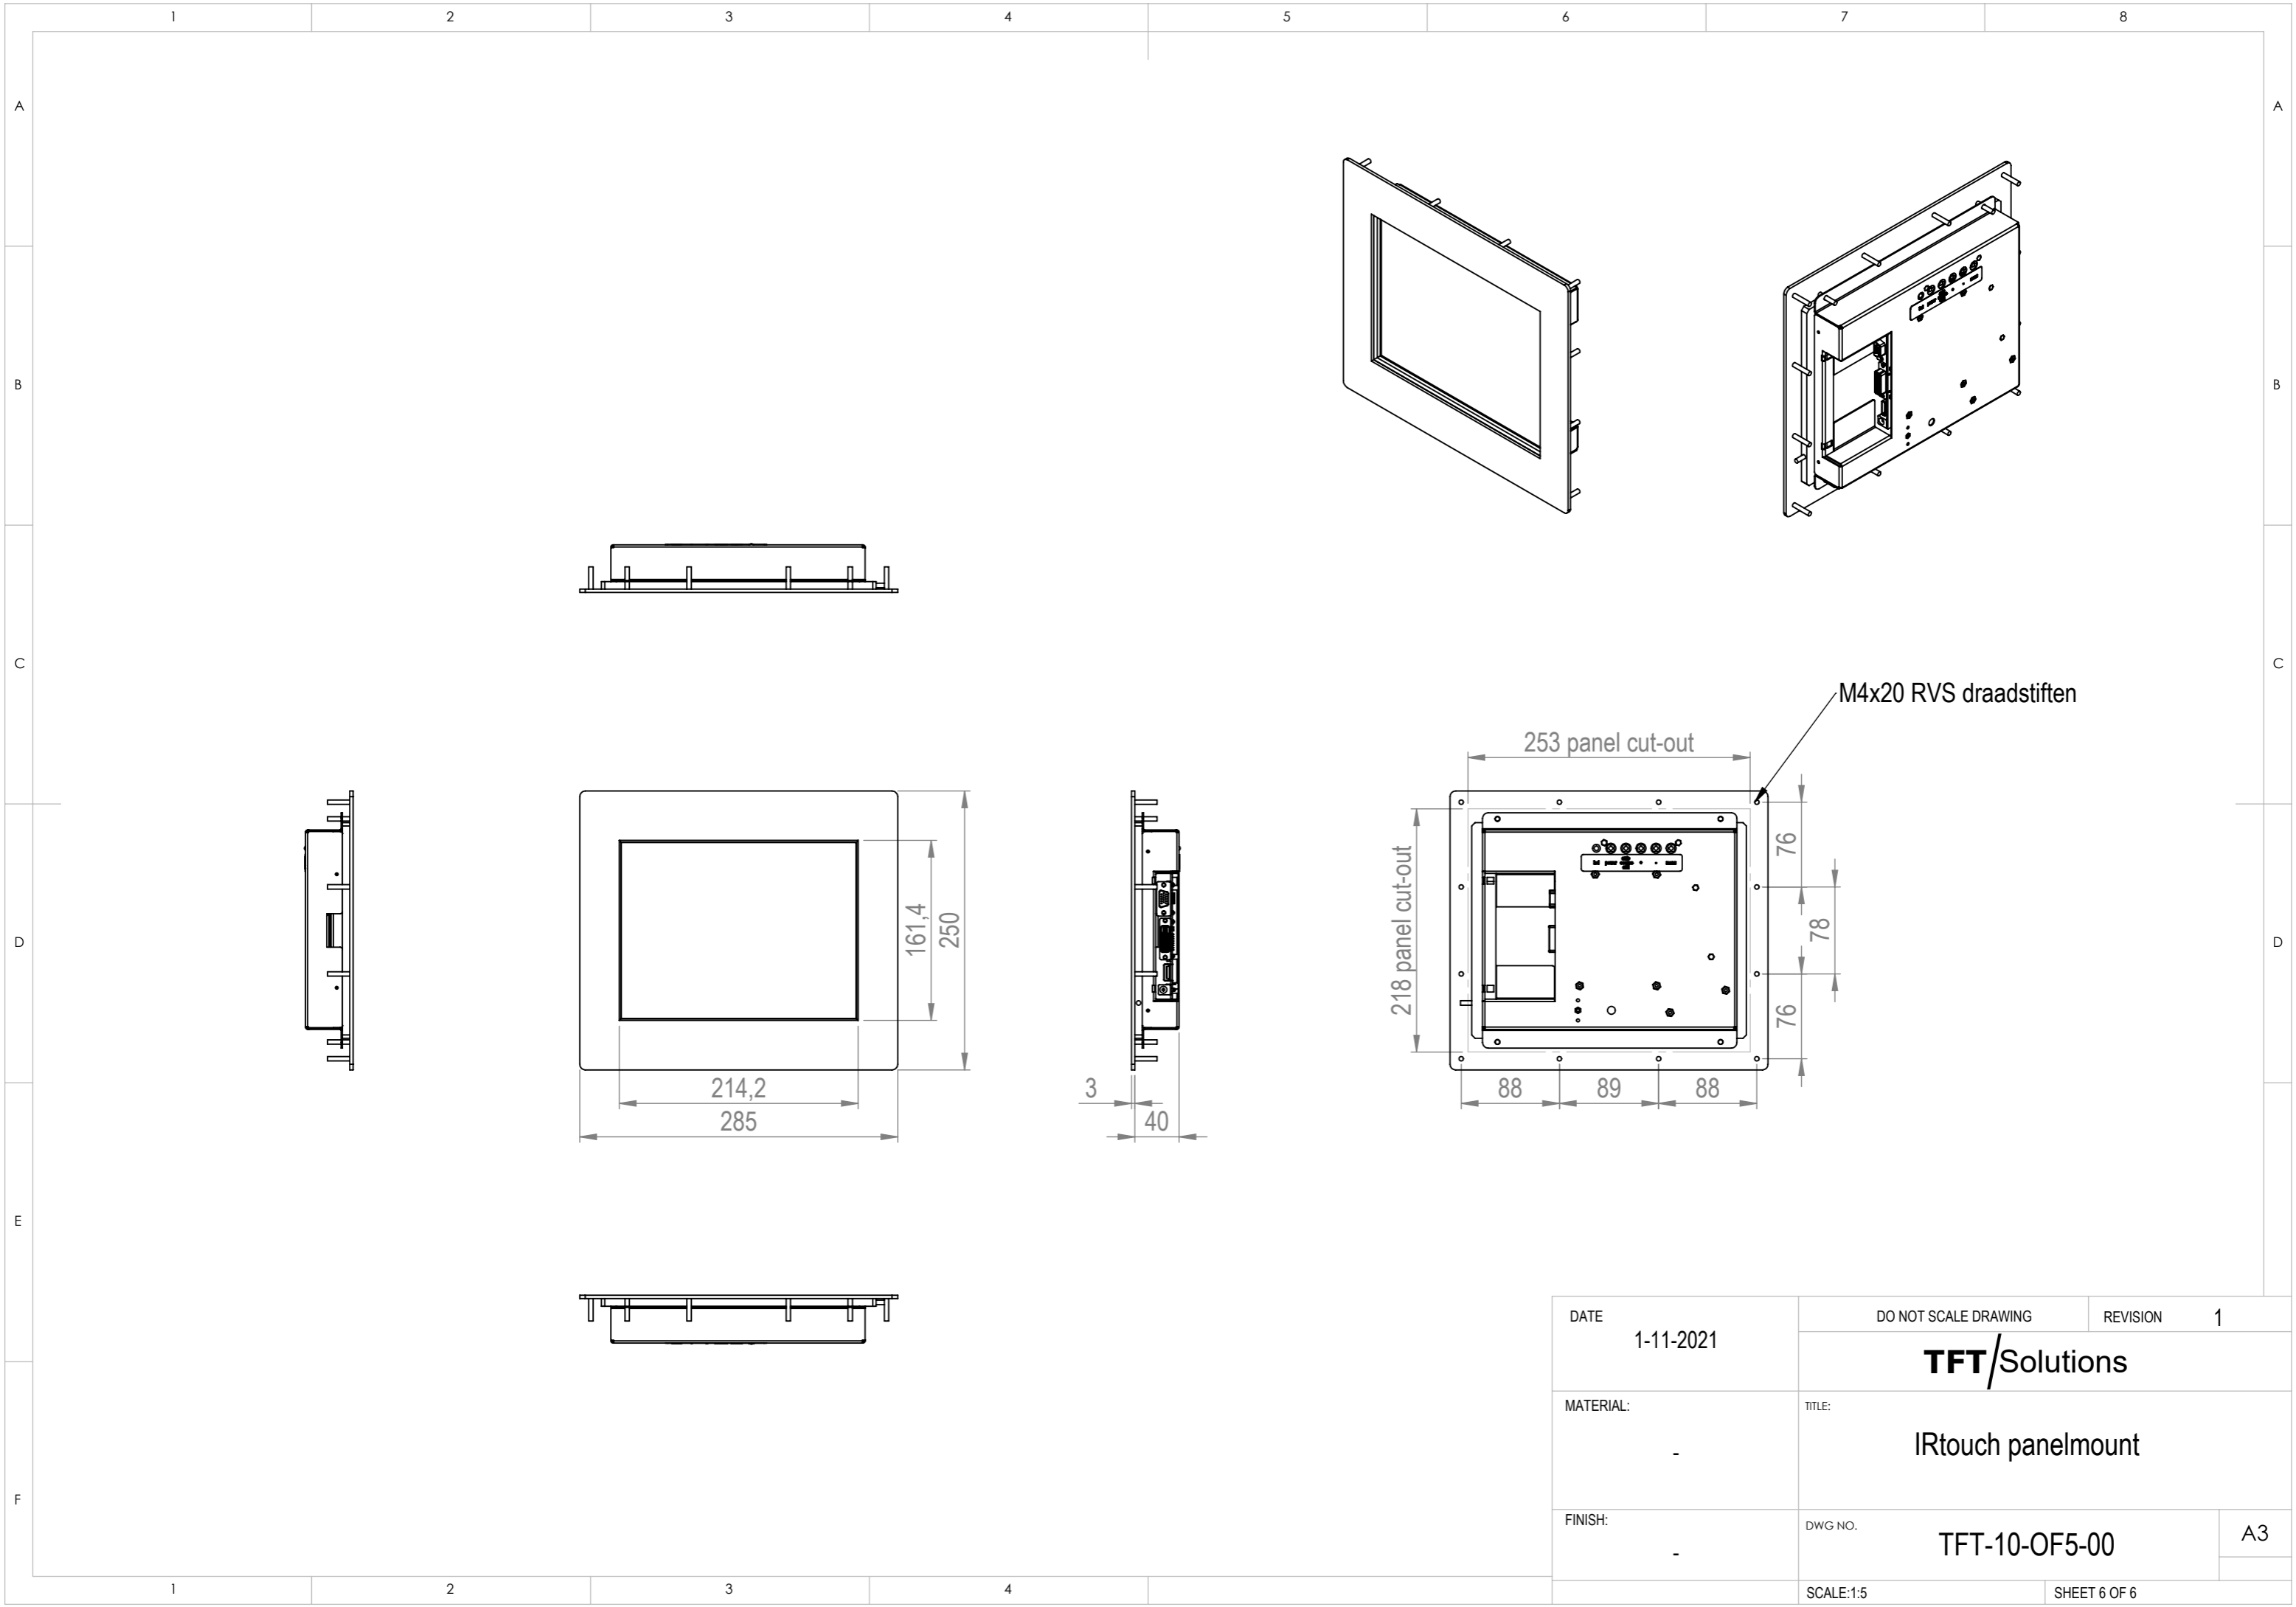 1 2 3 4 5 6 7 8
A A
B B
C C
M4x20 RVS draadstiften
253 panel cut-out
218 panel cut-out
76
78
76
88 89 88
161,4
250
214,2
285
3
40
D D
E
F
DATE
1-11-2021
DO NOT SCALE DRAWING
REVISION 1
TFT/Solutions
MATERIAL:
-
TITLE:
IRtouch panelmount
FINISH:
-
DWG NO.
TFT-10-OF5-00
A3
SCALE:1:5
SHEET 6 OF 6
1 2 3 4